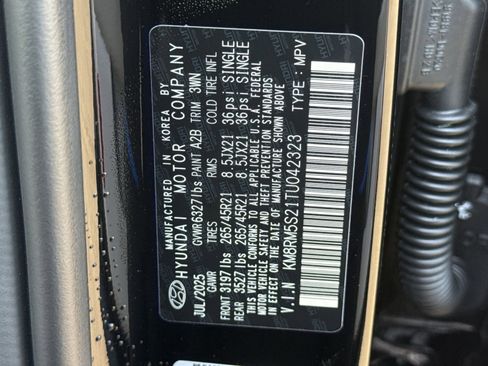 MANUFACTURED IN KOREA BY
HYUNDAI MOTOR COMPANY
JUL/2025 GVWR6327lbs PAINT A2B TRIM 3WN
GAWR TIRES RIMS COLD TIRE INFL
FRONT 3197lbs 265/45R21 8.5JX21 36psi SINGLE
REAR 3527lbs 265/45R21 8.5JX21 36psi SINGLE
THIS VEHICLE CONFORMS TO ALL APPLICABLE U.S.A. FEDERAL
MOTOR VEHICLE SAFETY AND THEFT PREVENTION STANDARDS
IN EFFECT ON THE DATE OF MANUFACTURE SHOWN ABOVE
V.I.N KM8RM5S21TU042323 TYPE : MPV